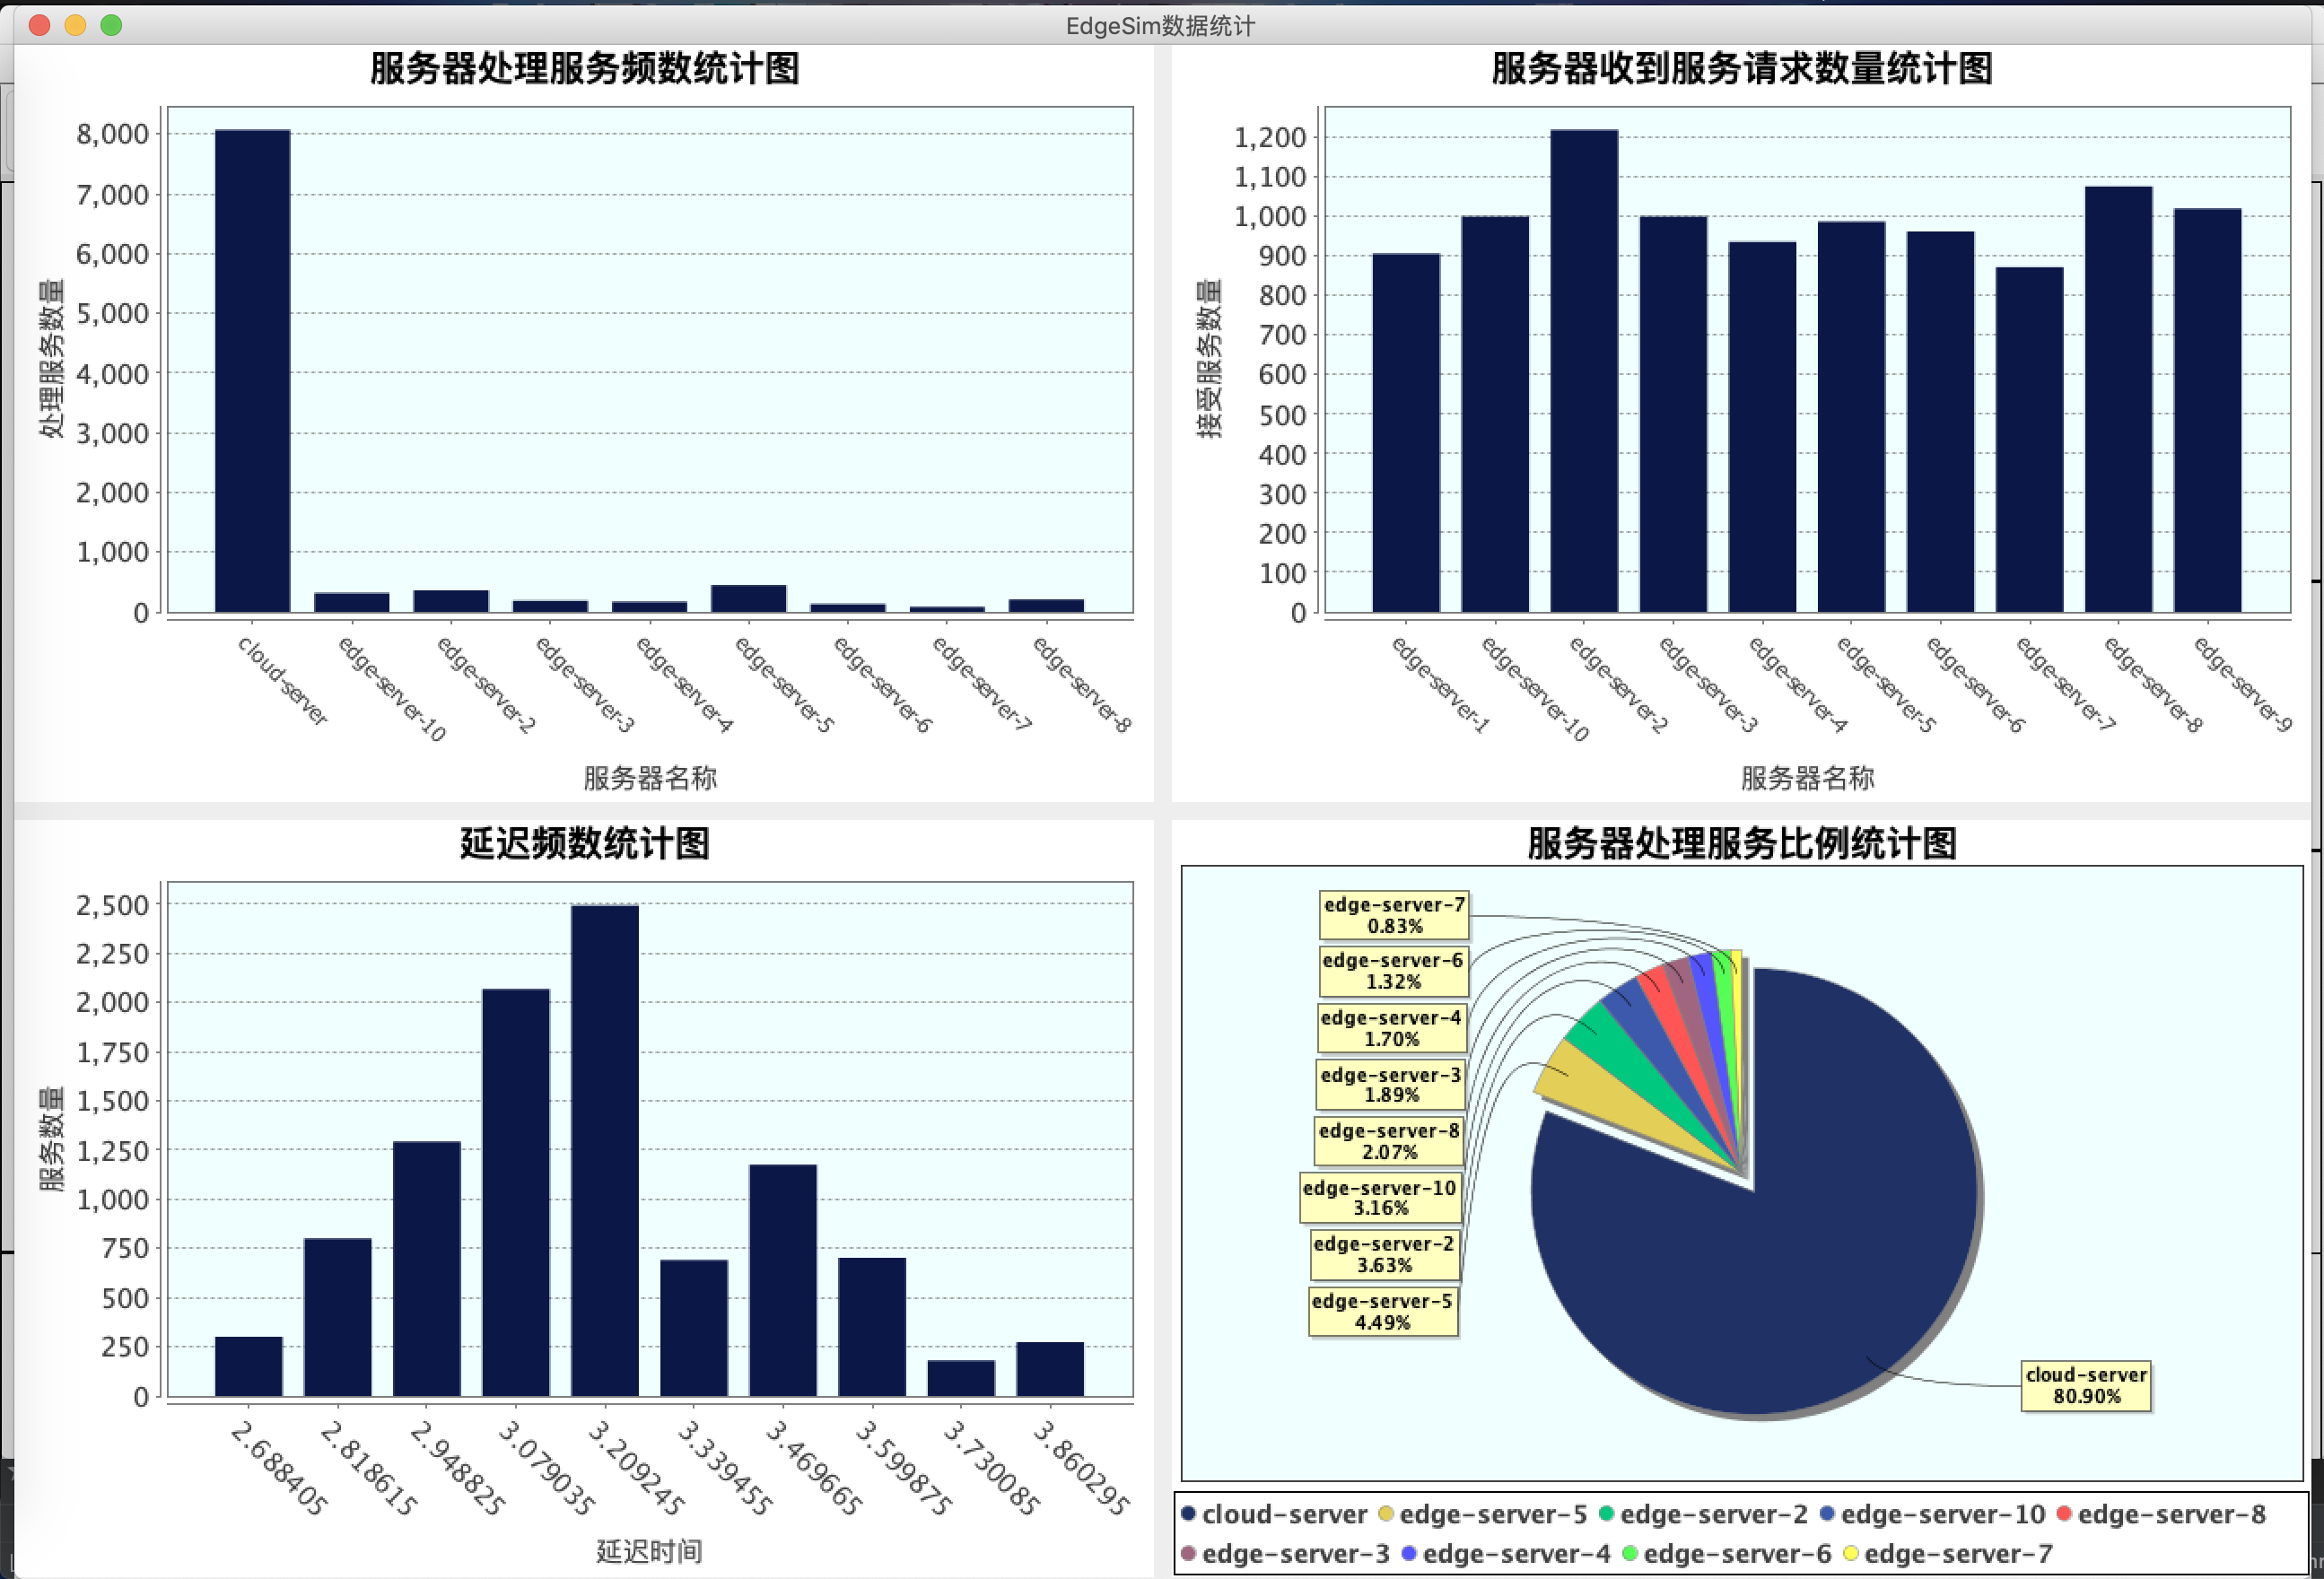 EdgeSim数据统计
服务器处理服务频数统计图
8,000
7,000
6,000
5,000
4,000
3,000
2,000
1,000
0
处理服务数量
cloud-server
edge-server-10
edge-server-2
edge-server-3
edge-server-4
edge-server-5
edge-server-6
edge-server-7
edge-server-8
服务器名称
服务器收到服务请求数量统计图
1,200
1,100
1,000
900
800
700
600
500
400
300
200
100
0
接受服务数量
edge-server-1
edge-server-10
edge-server-2
edge-server-3
edge-server-4
edge-server-5
edge-server-6
edge-server-7
edge-server-8
edge-server-9
服务器名称
延迟频数统计图
2,500
2,250
2,000
1,750
1,500
1,250
1,000
750
500
250
0
服务数量
2.688405
2.818615
2.948825
3.079035
3.209245
3.339455
3.469665
3.599875
3.730085
3.860295
延迟时间
服务器处理服务比例统计图
edge-server-7
0.83%
edge-server-6
1.32%
edge-server-4
1.70%
edge-server-3
1.89%
edge-server-8
2.07%
edge-server-10
3.16%
edge-server-2
3.63%
edge-server-5
4.49%
cloud-server
80.90%
cloud-server edge-server-5 edge-server-2 edge-server-10 edge-server-8
edge-server-3 edge-server-4 edge-server-6 edge-server-7